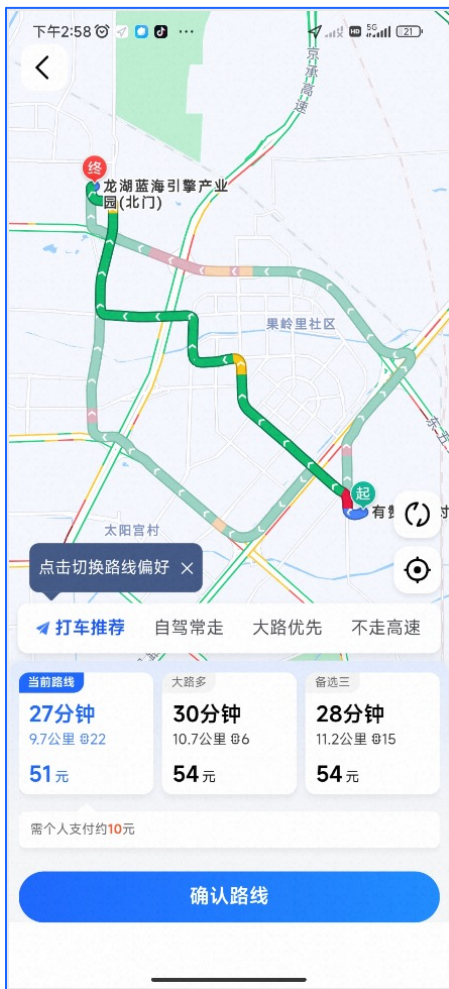 下午2:58
HD 5G 21
京承高速
终
龙湖蓝海引擎产业
园(北门)
果岭里社区
东五
起
有
村
太阳宫村
点击切换路线偏好
打车推荐 自驾常走 大路优先 不走高速
当前路线 大路多 备选三
27分钟 30分钟 28分钟
9.7公里 22 10.7公里 6 11.2公里 15
51元 54元 54元
需个人支付约10元
确认路线